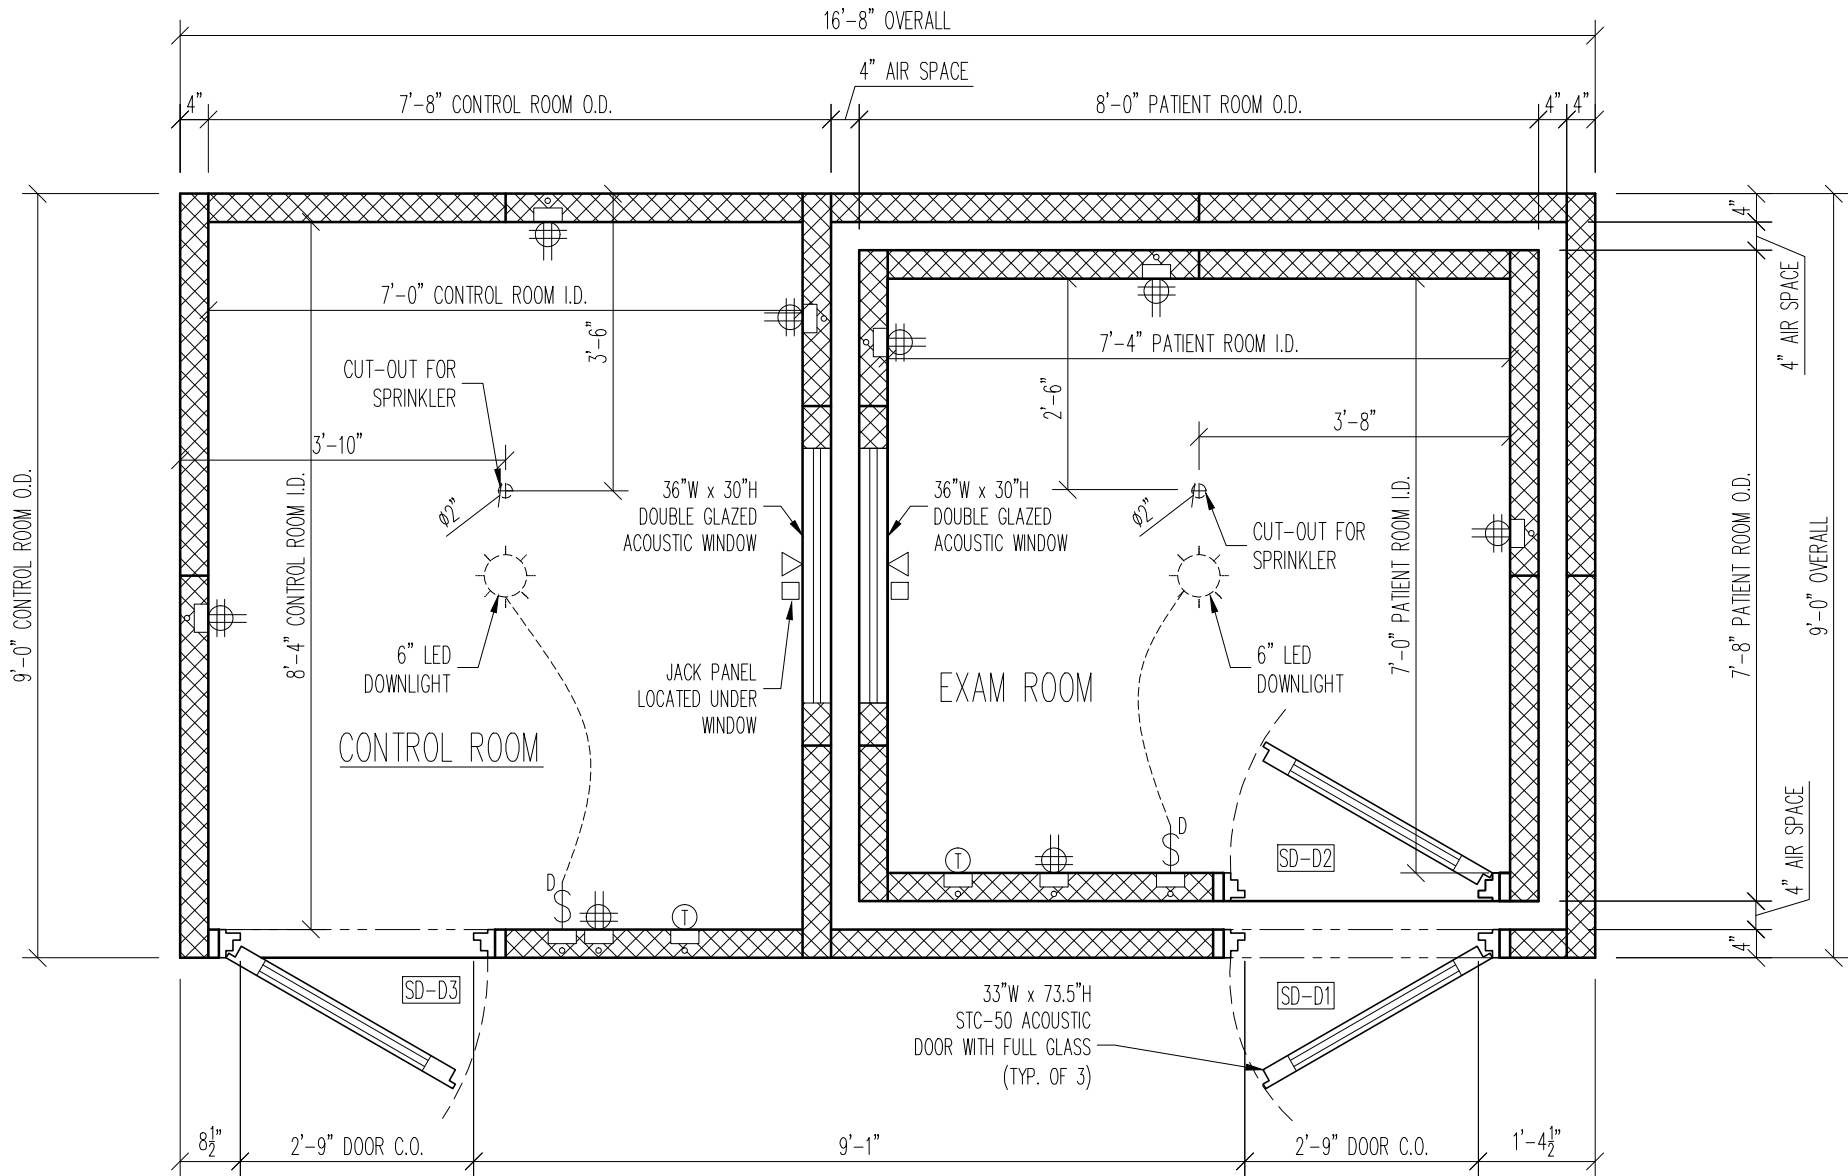 16'-8" OVERALL
4" AIR SPACE
4"
7'-8" CONTROL ROOM O.D.
8'-0" PATIENT ROOM O.D.
4"
4"
4"
4" AIR SPACE
7'-0" CONTROL ROOM I.D.
3'-6"
7'-4" PATIENT ROOM I.D.
CUT-OUT FOR
SPRINKLER
2'-6"
3'-8"
3'-10"
9'-0" CONTROL ROOM O.D.
8'-4" CONTROL ROOM I.D.
ø2"
36"W x 30"H
DOUBLE GLAZED
ACOUSTIC WINDOW
36"W x 30"H
DOUBLE GLAZED
ACOUSTIC WINDOW
ø2"
CUT-OUT FOR
SPRINKLER
7'-0" PATIENT ROOM I.D.
7'-8" PATIENT ROOM O.D.
9'-0" OVERALL
6" LED
DOWNLIGHT
JACK PANEL
LOCATED UNDER
WINDOW
EXAM ROOM
6" LED
DOWNLIGHT
CONTROL ROOM
D
S
T
D
S
T
SD-D2
4" AIR SPACE
4"
SD-D3
33"W x 73.5"H
STC-50 ACOUSTIC
DOOR WITH FULL GLASS
(TYP. OF 3)
SD-D1
8½"
2'-9" DOOR C.O.
9'-1"
2'-9" DOOR C.O.
1'-4½"